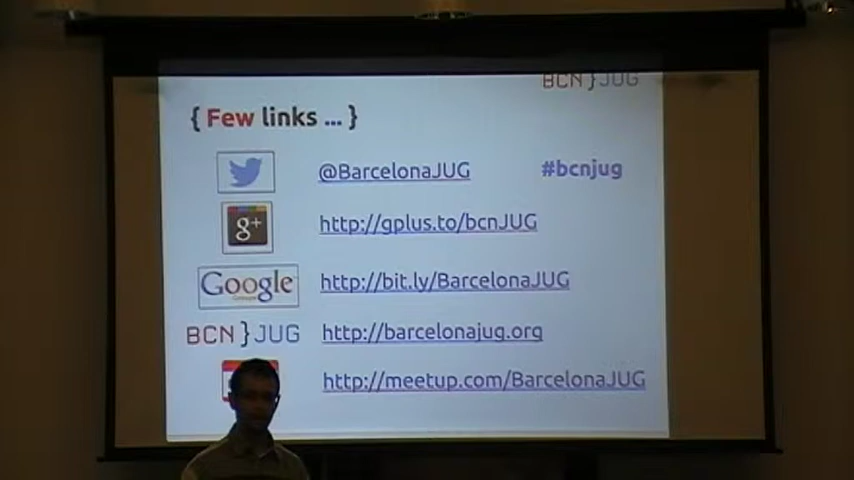 BCN } JUG
{ Few links ... }
@BarcelonaJUG #bcnjug
g+
http://gplus.to/bcnJUG
Google
http://bit.ly/BarcelonaJUG
BCN } JUG
http://barcelonajug.org
http://meetup.com/BarcelonaJUG